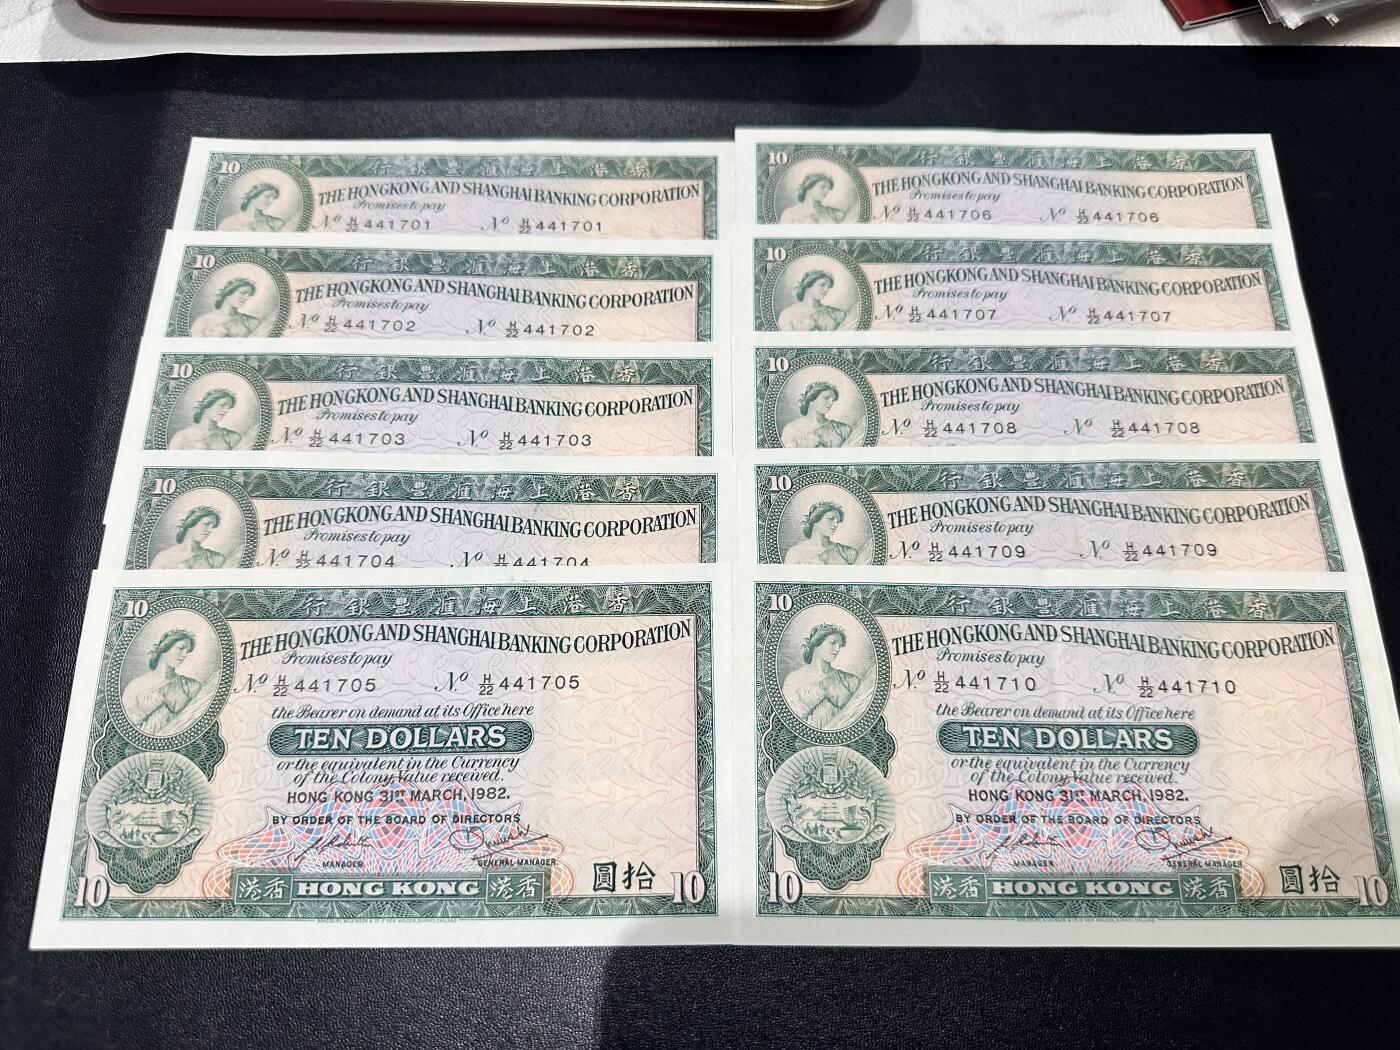 10 行銀豐滙海上港香
THE HONGKONG AND SHANGHAI BANKING CORPORATION
Promises to pay
Nº H/22 441701 Nº H/22 441701
10 行銀豐滙海上港香
THE HONGKONG AND SHANGHAI BANKING CORPORATION
Promises to pay
Nº H/22 441702 Nº H/22 441702
10 行銀豐滙海上港香
THE HONGKONG AND SHANGHAI BANKING CORPORATION
Promises to pay
Nº H/22 441703 Nº H/22 441703
10 行銀豐滙海上港香
THE HONGKONG AND SHANGHAI BANKING CORPORATION
Promises to pay
Nº H/22 441704 Nº H/22 441704
10 行銀豐滙海上港香
THE HONGKONG AND SHANGHAI BANKING CORPORATION
Promises to pay
Nº H/22 441705 Nº H/22 441705
the Bearer on demand at its Office here
TEN DOLLARS
or the equivalent in the Currency
of the Colony, Value received.
HONG KONG 31ST MARCH, 1982.
BY ORDER OF THE BOARD OF DIRECTORS
MANAGER GENERAL MANAGER
10 港香 HONG KONG 港香 圓拾 10
10 行銀豐滙海上港香
THE HONGKONG AND SHANGHAI BANKING CORPORATION
Promises to pay
Nº H/22 441706 Nº H/22 441706
10 行銀豐滙海上港香
THE HONGKONG AND SHANGHAI BANKING CORPORATION
Promises to pay
Nº H/22 441707 Nº H/22 441707
10 行銀豐滙海上港香
THE HONGKONG AND SHANGHAI BANKING CORPORATION
Promises to pay
Nº H/22 441708 Nº H/22 441708
10 行銀豐滙海上港香
THE HONGKONG AND SHANGHAI BANKING CORPORATION
Promises to pay
Nº H/22 441709 Nº H/22 441709
10 行銀豐滙海上港香
THE HONGKONG AND SHANGHAI BANKING CORPORATION
Promises to pay
Nº H/22 441710 Nº H/22 441710
the Bearer on demand at its Office here
TEN DOLLARS
or the equivalent in the Currency
of the Colony, Value received.
HONG KONG 31ST MARCH, 1982.
BY ORDER OF THE BOARD OF DIRECTORS
MANAGER GENERAL MANAGER
10 港香 HONG KONG 港香 圓拾 10